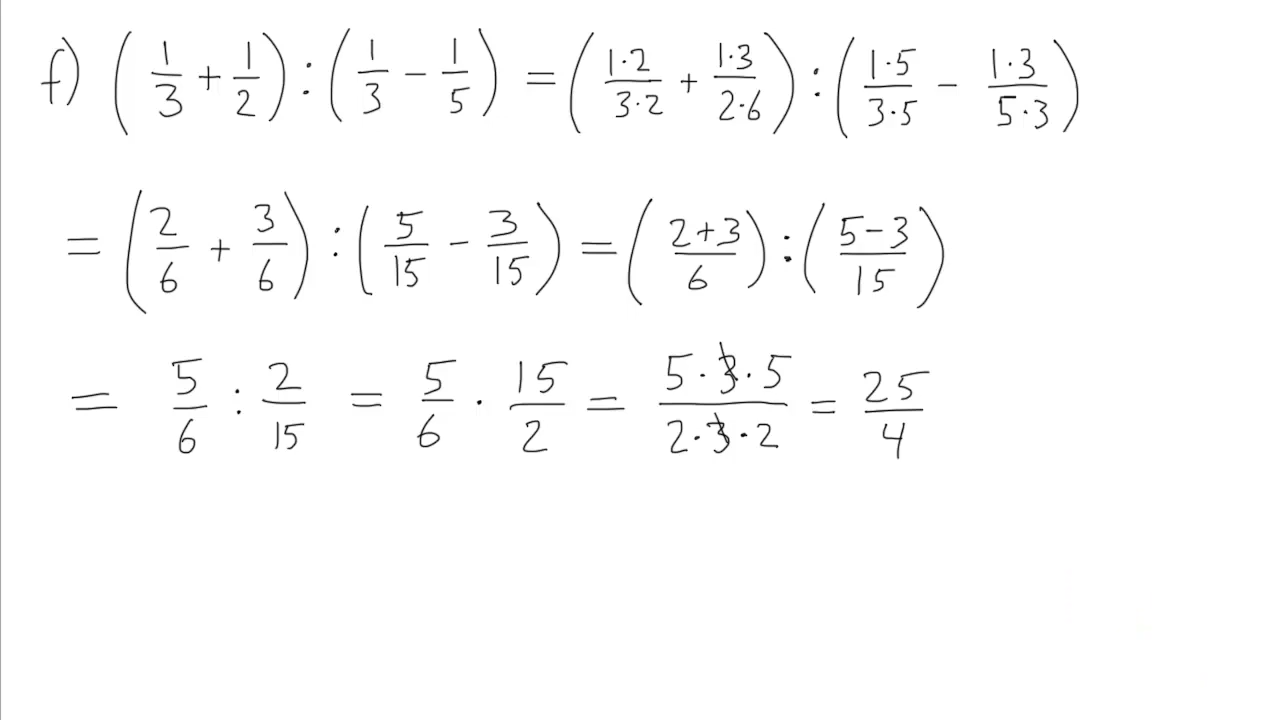 f) (1/3 + 1/2) : (1/3 − 1/5) = (1·2/3·2 + 1·3/2·6) : (1·5/3·5 − 1·3/5·3)
= (2/6 + 3/6) : (5/15 − 3/15) = (2+3/6) : (5−3/15)
= 5/6 : 2/15 = 5/6 · 15/2 = 5·3·5/2·3·2 = 25/4